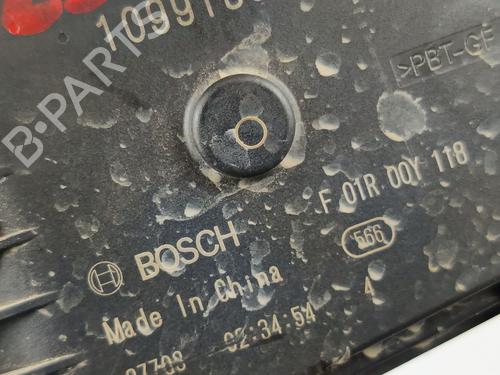 >PBT-GF
BOSCH
F 01R 00Y 118
566
Made In China
4
02:34:54
B-PARTS